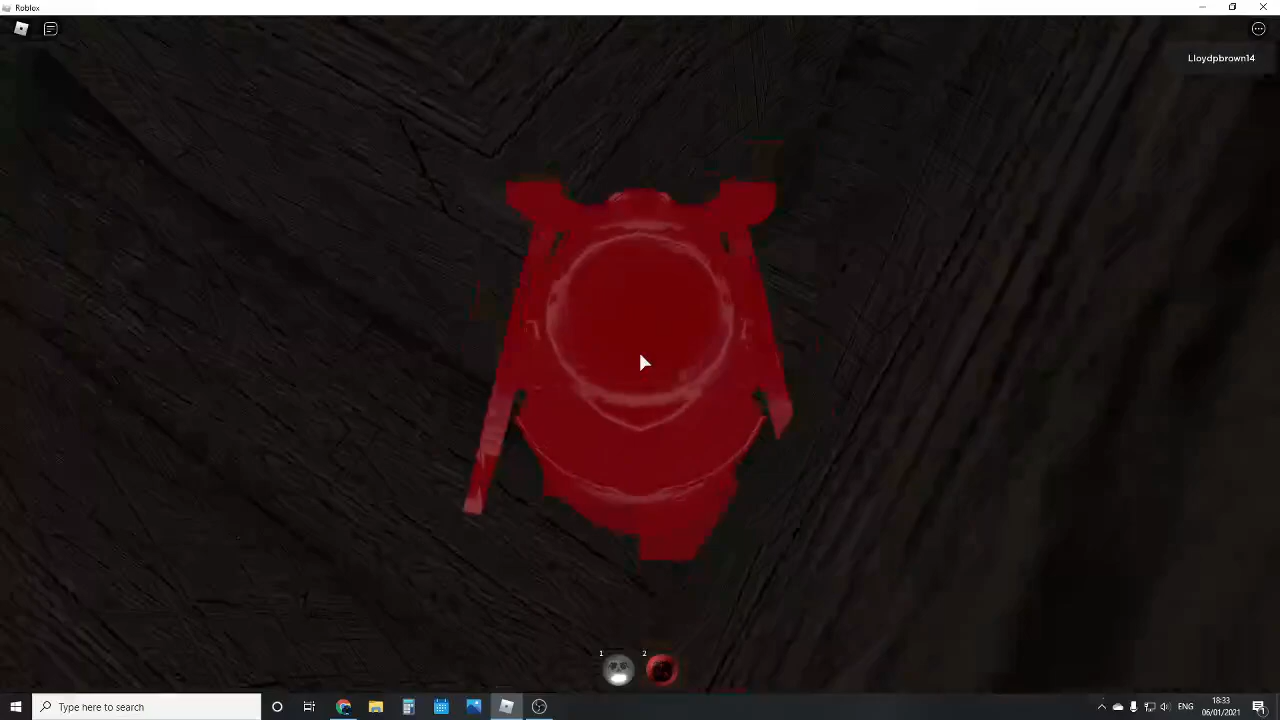 Roblox
Lloydpbrown14
1 2
Type here to search
ENG
18:33
06/01/2021